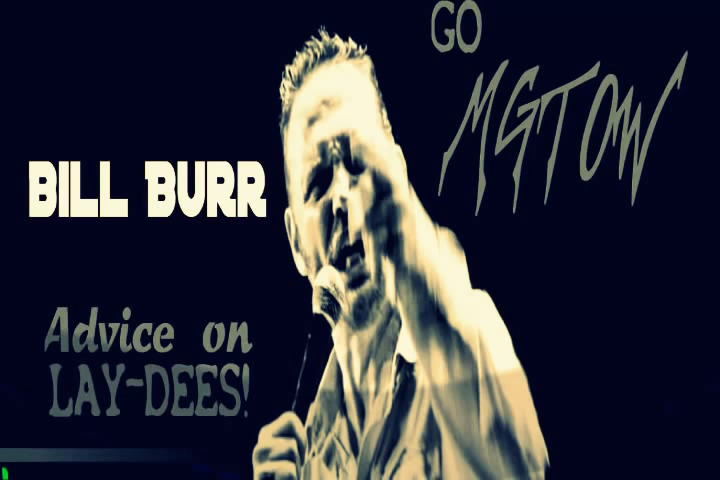 GO
MGTOW
BILL BURR
Advice on
LAY-DEES!